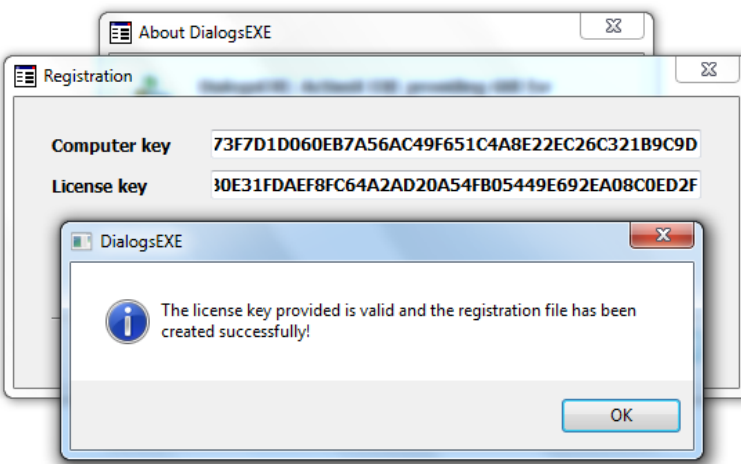 About DialogsEXE
Registration
Computer key 73F7D1D060EB7A56AC49F651C4A8E22EC26C321B9C9D
License key 30E31FDAEF8FC64A2AD20A54FB05449E692EA08C0ED2F
DialogsEXE
The license key provided is valid and the registration file has been
created successfully!
OK